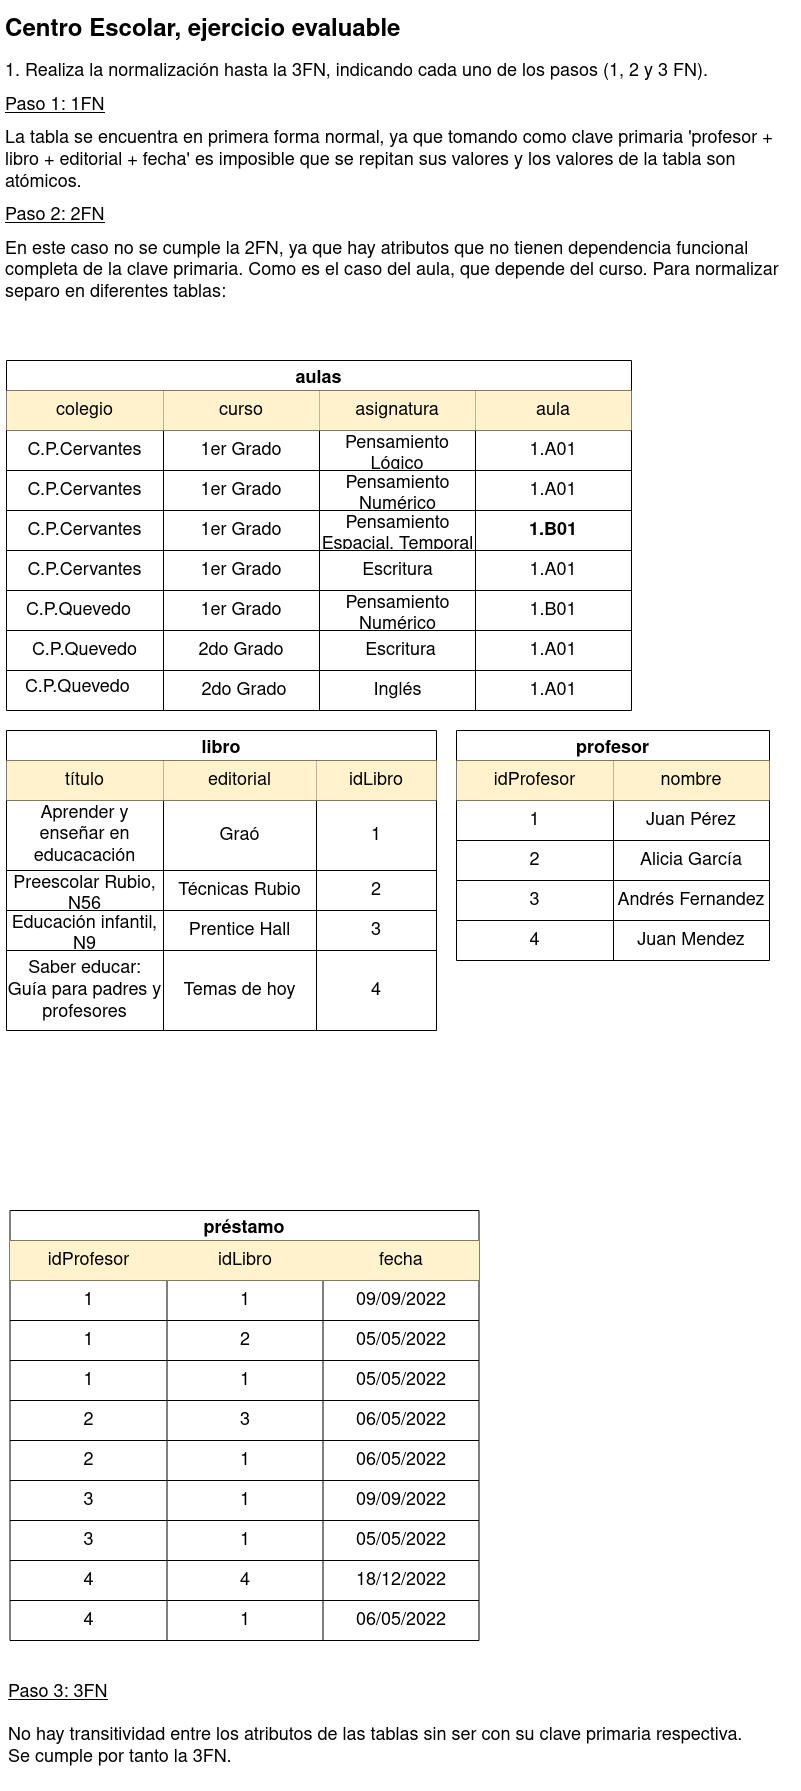 Centro Escolar, ejercicio evaluable
1. Realiza la normalización hasta la 3FN, indicando cada uno de los pasos (1, 2 y 3 FN).
Paso 1: 1FN
La tabla se encuentra en primera forma normal, ya que tomando como clave primaria 'profesor +
libro + editorial + fecha' es imposible que se repitan sus valores y los valores de la tabla son
atómicos.
Paso 2: 2FN
En este caso no se cumple la 2FN, ya que hay atributos que no tienen dependencia funcional
completa de la clave primaria. Como es el caso del aula, que depende del curso. Para normalizar
separo en diferentes tablas:
aulas
colegio curso asignatura aula
C.P.Cervantes 1er Grado Pensamiento Lógico 1.A01
C.P.Cervantes 1er Grado Pensamiento Numérico 1.A01
C.P.Cervantes 1er Grado Pensamiento Espacial, Temporal 1.B01
C.P.Cervantes 1er Grado Escritura 1.A01
C.P.Quevedo 1er Grado Pensamiento Numérico 1.B01
C.P.Quevedo 2do Grado Escritura 1.A01
C.P.Quevedo 2do Grado Inglés 1.A01
libro
título editorial idLibro
Aprender y
enseñar en
educacación
Graó 1
Preescolar Rubio,
N56
Técnicas Rubio 2
Educación infantil,
N9
Prentice Hall 3
Saber educar:
Guía para padres y
profesores
Temas de hoy 4
profesor
idProfesor nombre
1 Juan Pérez
2 Alicia García
3 Andrés Fernandez
4 Juan Mendez
préstamo
idProfesor idLibro fecha
1 1 09/09/2022
1 2 05/05/2022
1 1 05/05/2022
2 3 06/05/2022
2 1 06/05/2022
3 1 09/09/2022
3 1 05/05/2022
4 4 18/12/2022
4 1 06/05/2022
Paso 3: 3FN
No hay transitividad entre los atributos de las tablas sin ser con su clave primaria respectiva.
Se cumple por tanto la 3FN.